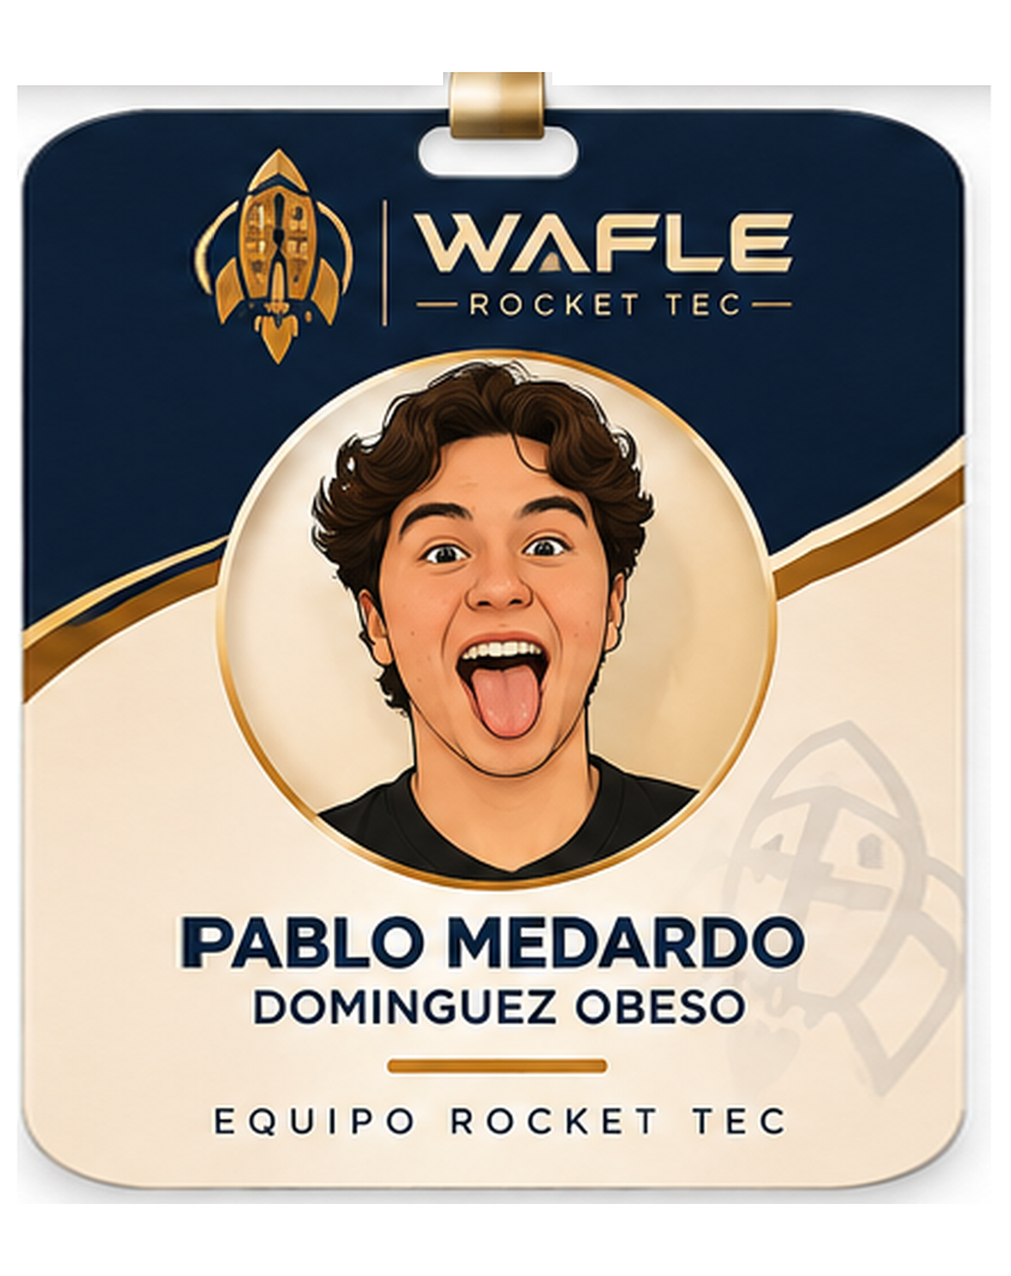 WAFLE
ROCKET TEC
PABLO MEDARDO
DOMINGUEZ OBESO
EQUIPO ROCKET TEC